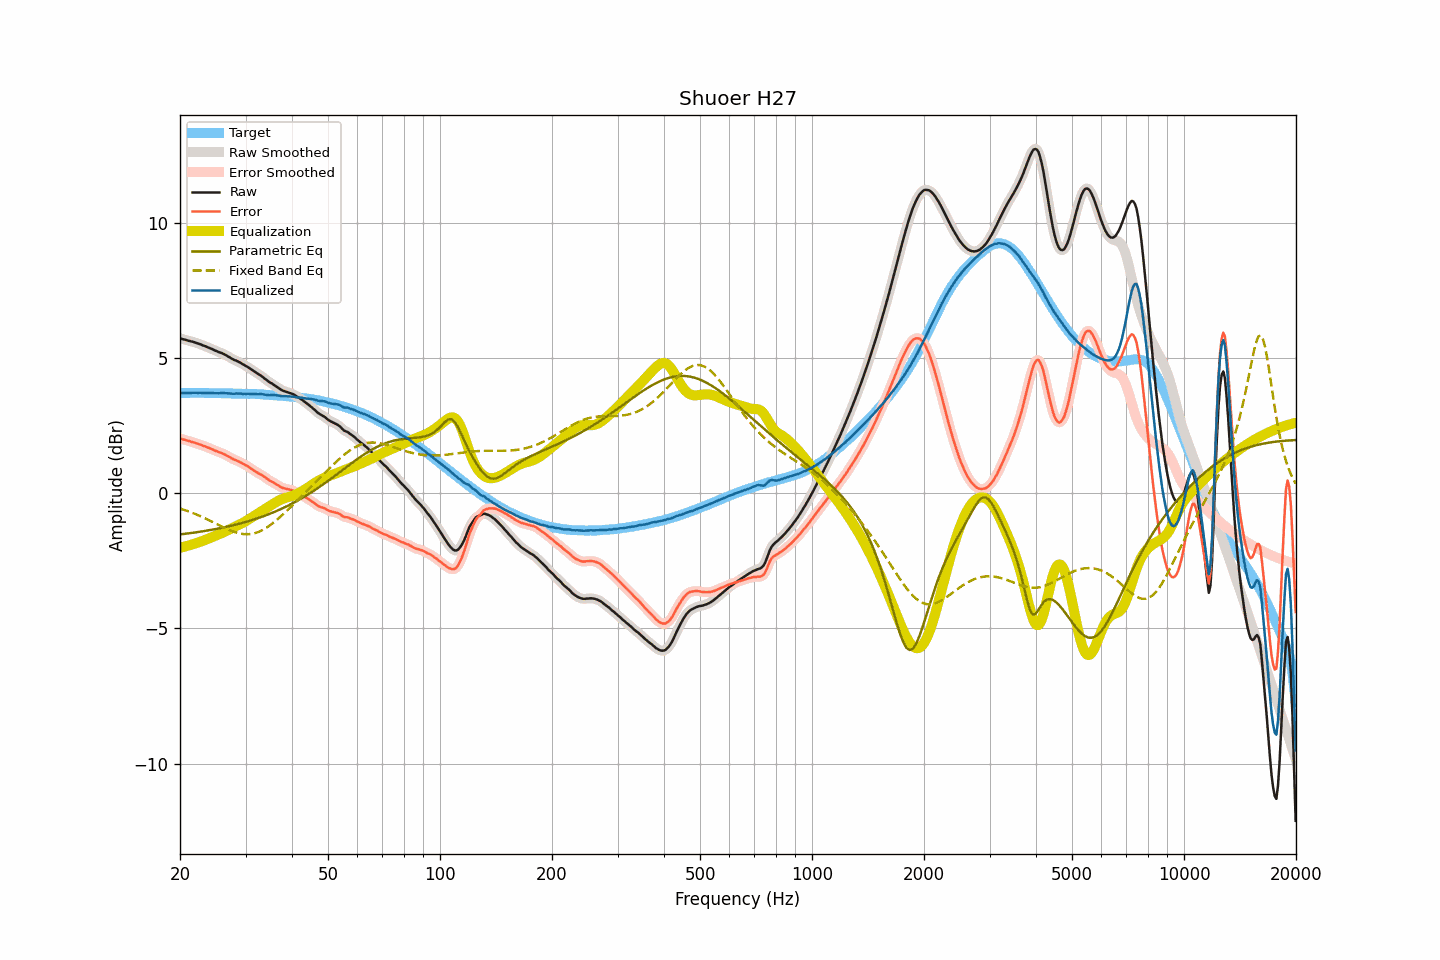 Shuoer H27
Target
Raw Smoothed
Error Smoothed
Raw
Error
Equalization
Parametric Eq
Fixed Band Eq
Equalized
10
5
0
−5
−10
Amplitude (dBr)
20 50 100 200 500 1000 2000 5000 10000 20000
Frequency (Hz)